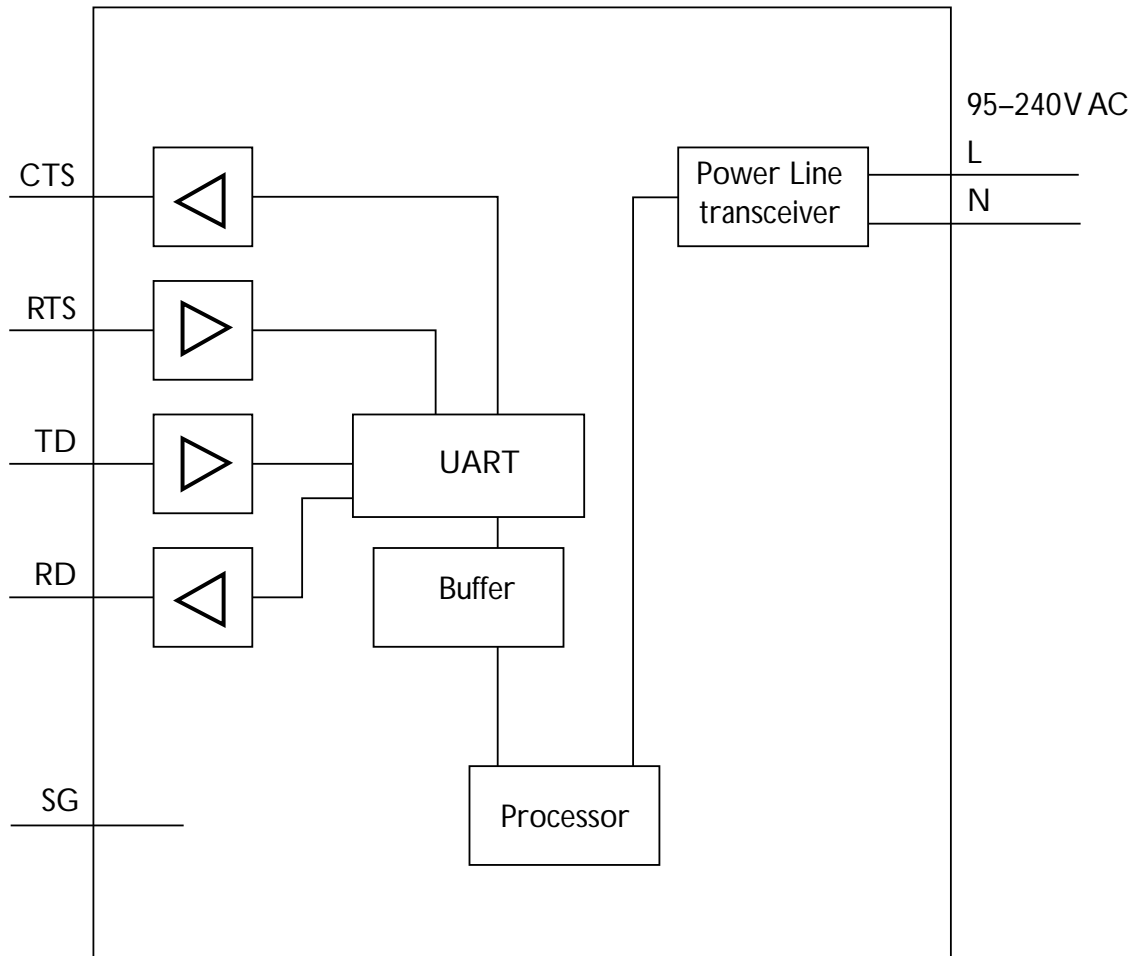 95–240V AC
CTS
L
Power Line
transceiver
N
RTS
TD
UART
RD
Buffer
SG
Processor